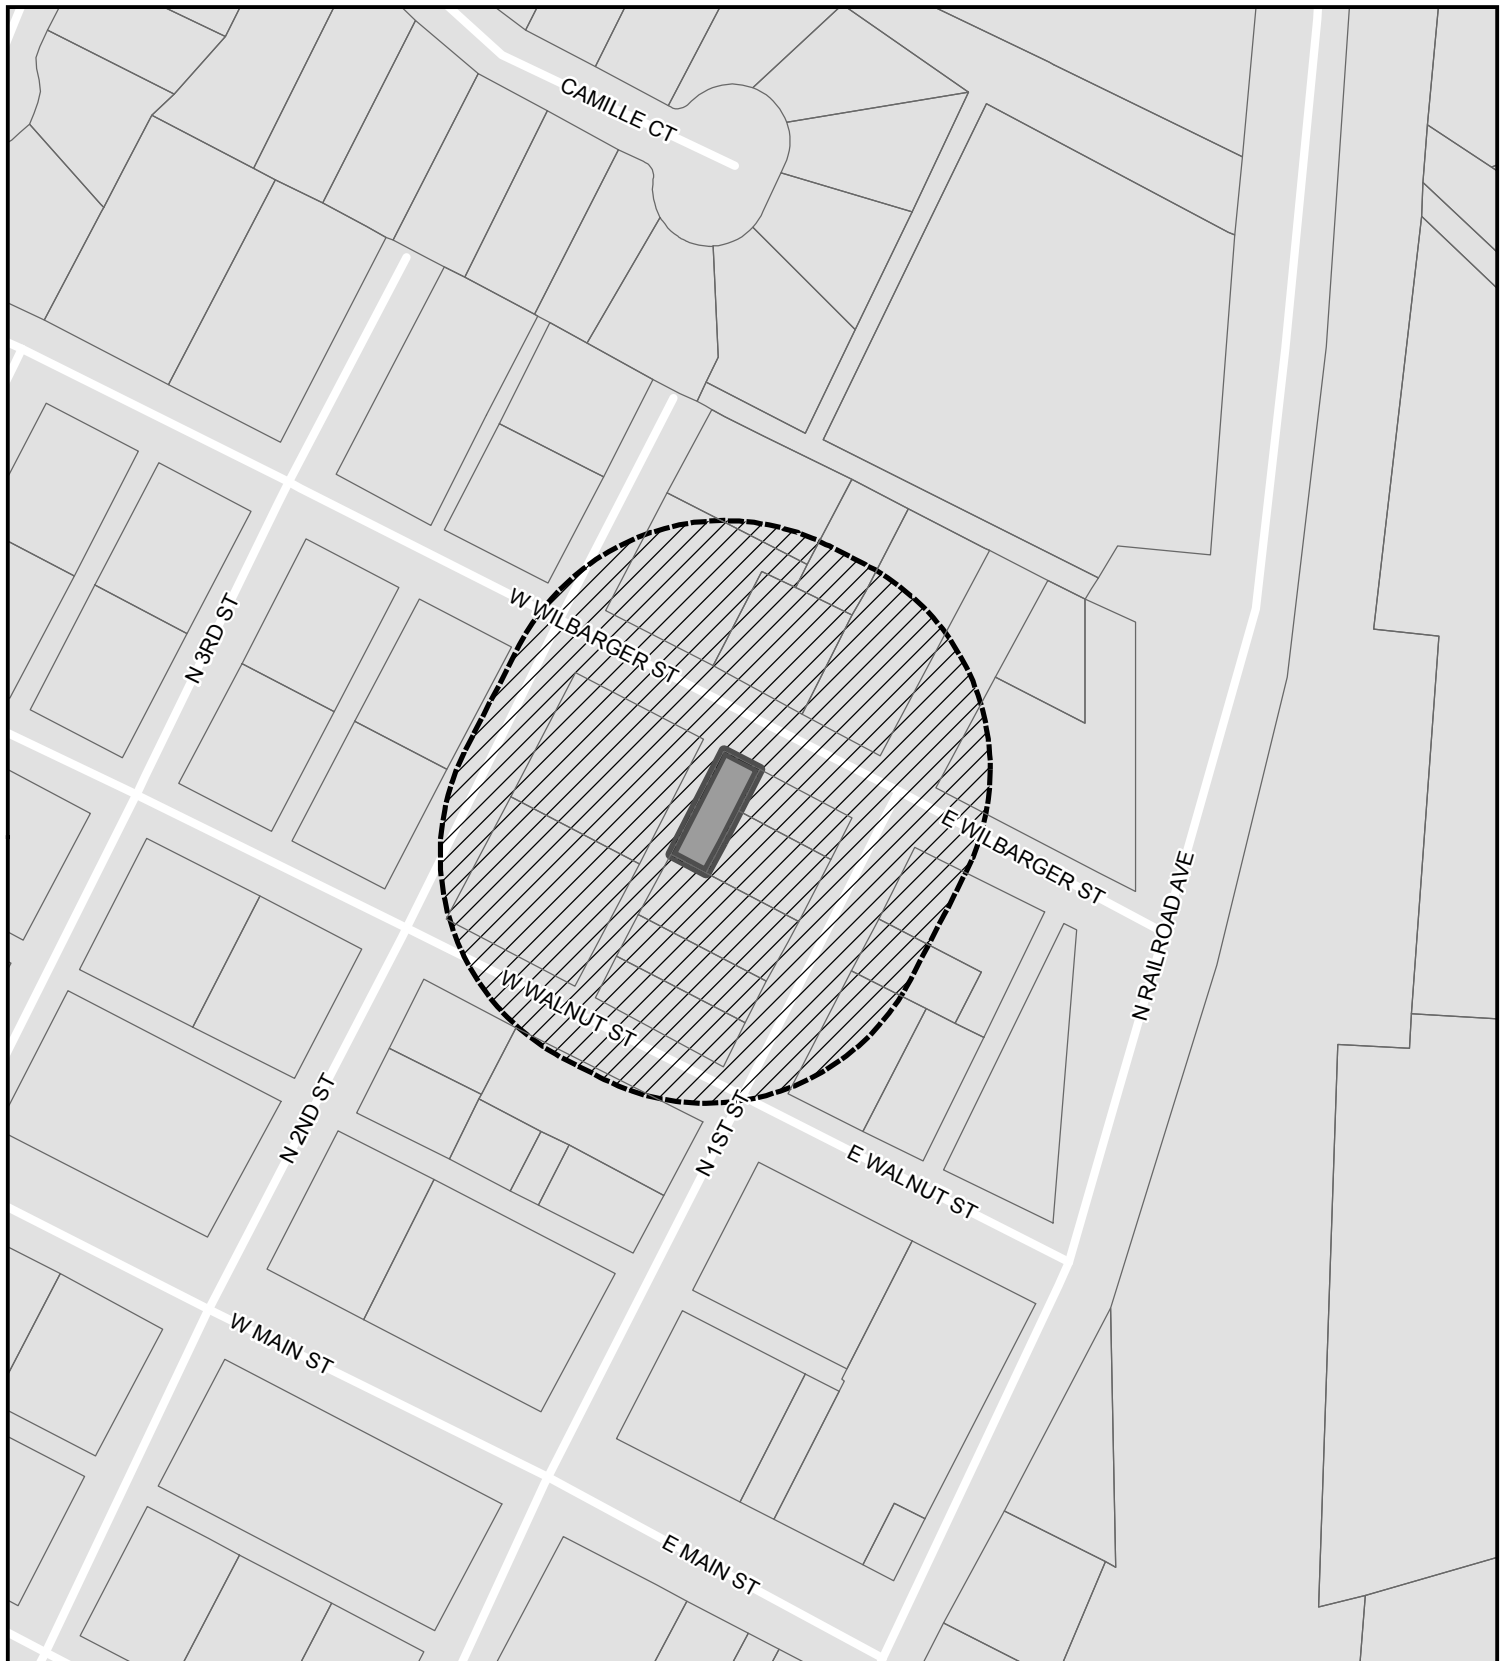 CAMILLE CT
W WILBARGER ST
N 3RD ST
E WILBARGER ST
N RAILROAD AVE
W WALNUT ST
N 2ND ST
N 1ST ST
E WALNUT ST
W MAIN ST
E MAIN ST